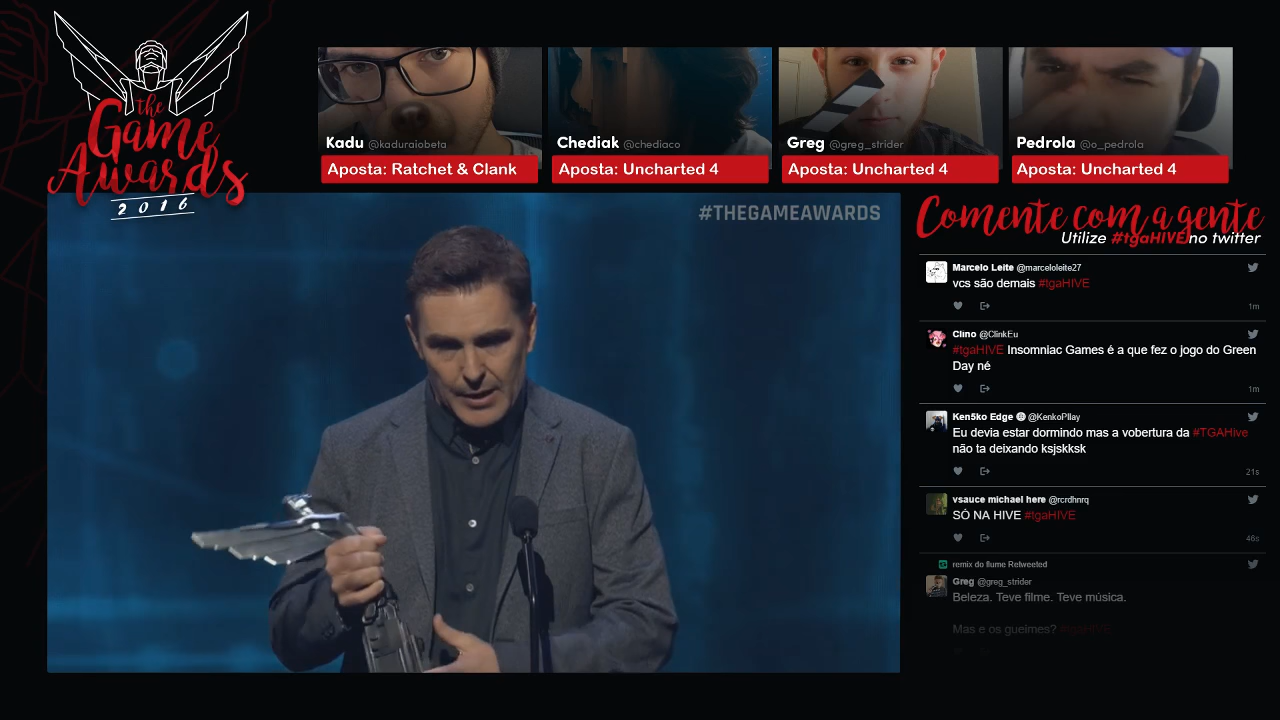 the
Game
Awards
2016
Kadu @kaduraiobeta
Aposta: Ratchet & Clank
Chediak @chediaco
Aposta: Uncharted 4
Greg @greg_strider
Aposta: Uncharted 4
Pedrola @o_pedrola
Aposta: Uncharted 4
#THEGAMEAWARDS
Comente com a gente
Utilize #tgaHIVE no twitter
Marcelo Leite @marceloleite27
vcs são demais #tgaHIVE
1m
Clino @ClinkEu
#tgaHIVE Insomniac Games é a que fez o jogo do Green
Day né
1m
Ken5ko Edge @KenkoPllay
Eu devia estar dormindo mas a vobertura da #TGAHive
não ta deixando ksjskksk
21s
vsauce michael here @rcrdhnrq
SÓ NA HIVE #tgaHIVE
46s
remix do flume Retweeted
Greg @greg_strider
Beleza. Teve filme. Teve música.
Mas e os gueimes? #tgaHIVE